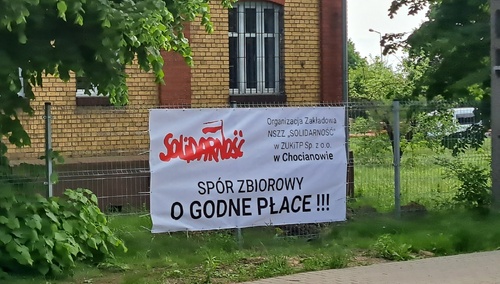 SOLIDARNOŚĆ
Organizacja Zakładowa
NSZZ „SOLIDARNOŚĆ"
w ZUKiTP Sp. z o.o.
w Chocianowie
SPÓR ZBIOROWY
O GODNE PŁACE !!!